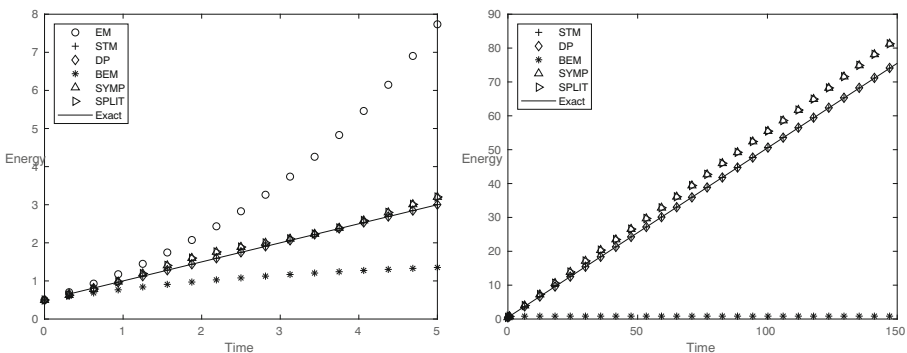 8
7
6
5
4
3
2
1
0
Energy
EM
STM
DP
BEM
SYMP
SPLIT
Exact
0 1 2 3 4 5
Time
90
80
70
60
50
40
30
20
10
0
Energy
STM
DP
BEM
SYMP
SPLIT
Exact
0 50 100 150
Time